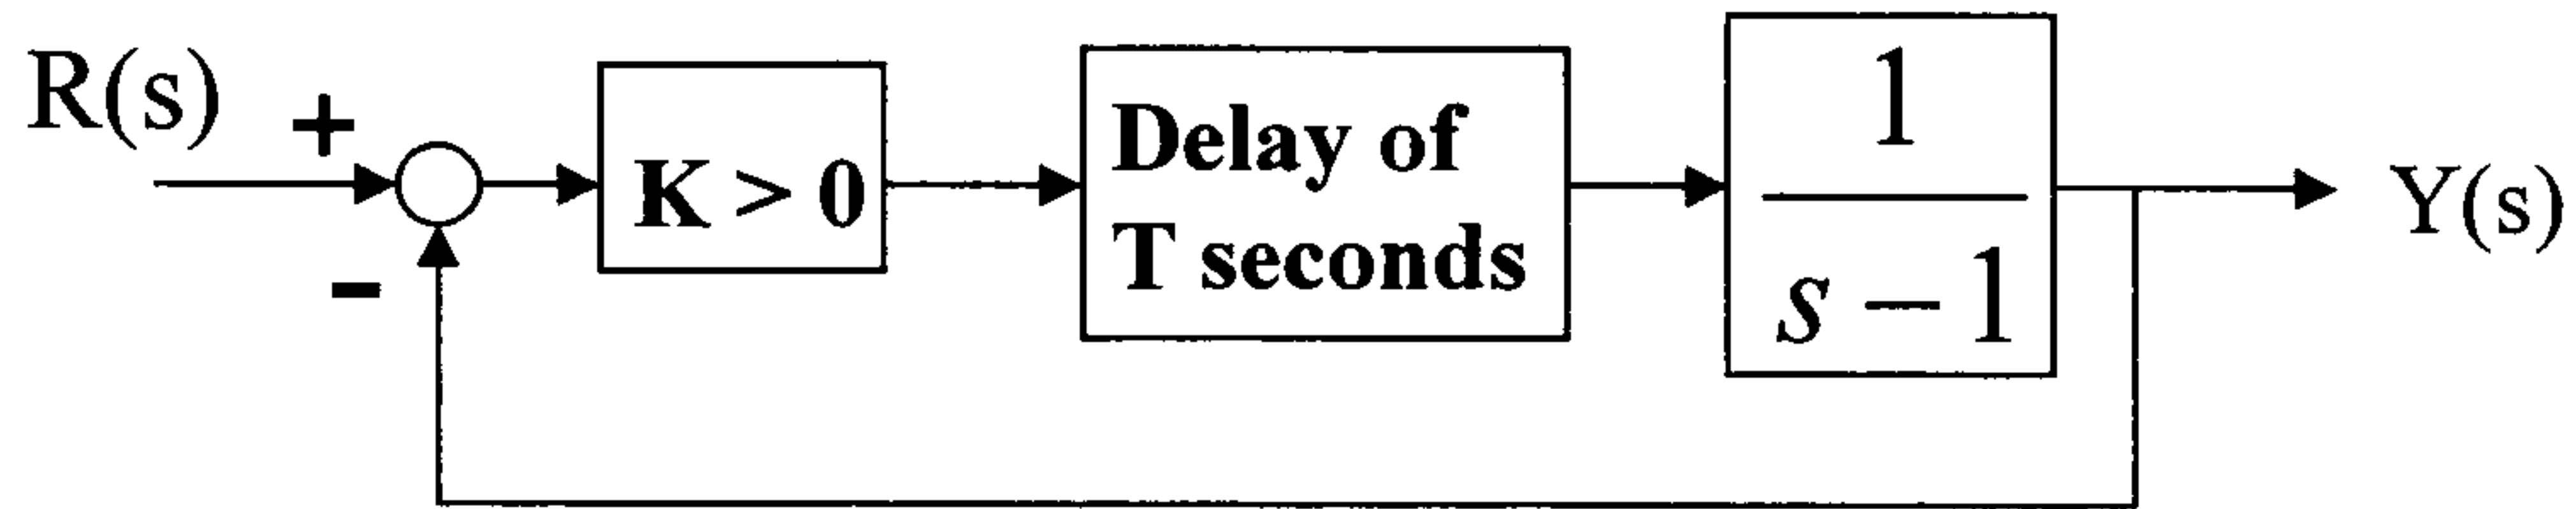 R(s)
+
-
K > 0
Delay of
T seconds
1
s - 1
Y(s)